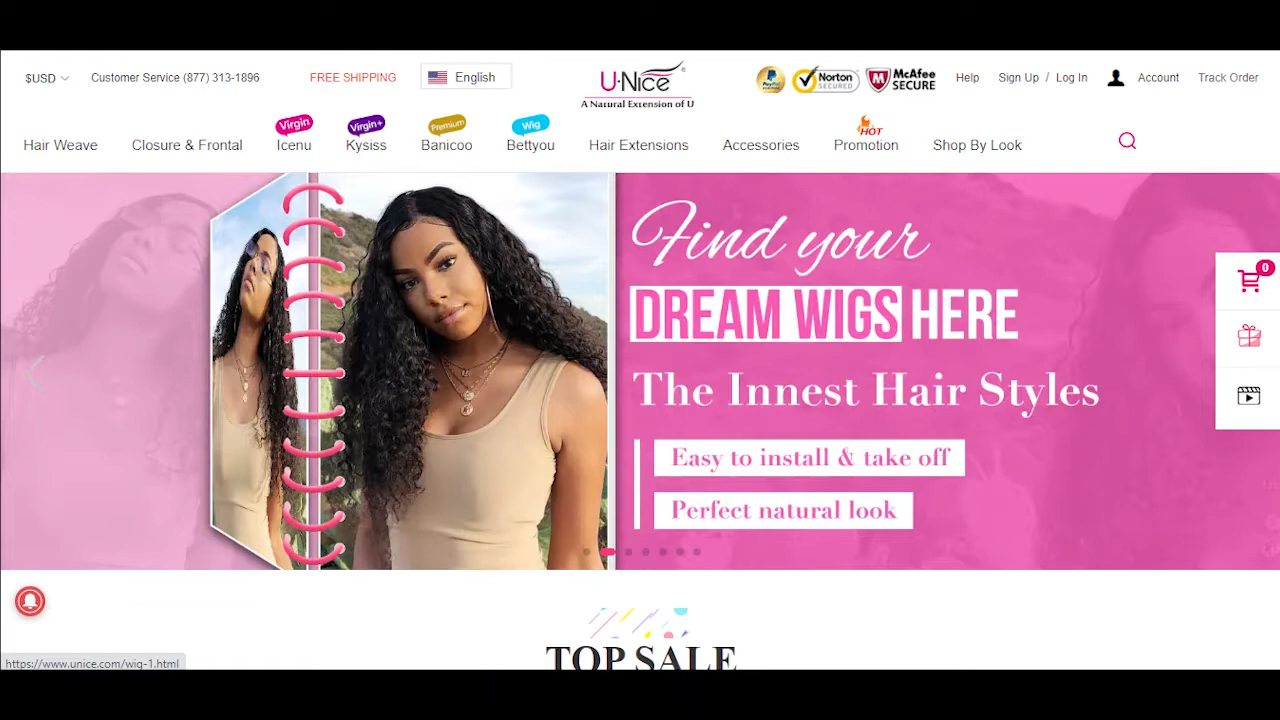 $USD
Customer Service (877) 313-1896
FREE SHIPPING
English
U·Nice
®
A Natural Extension of U
PayPal
Norton
SECURED
McAfee
SECURE
Help
Sign Up / Log In
Account
Track Order
Virgin
Virgin+
Premium
Wig
HOT
Hair Weave
Closure & Frontal
Icenu
Kysiss
Banicoo
Bettyou
Hair Extensions
Accessories
Promotion
Shop By Look
Find your
DREAM WIGS HERE
The Innest Hair Styles
Easy to install & take off
Perfect natural look
0
TOP SALE
https://www.unice.com/wig-1.html